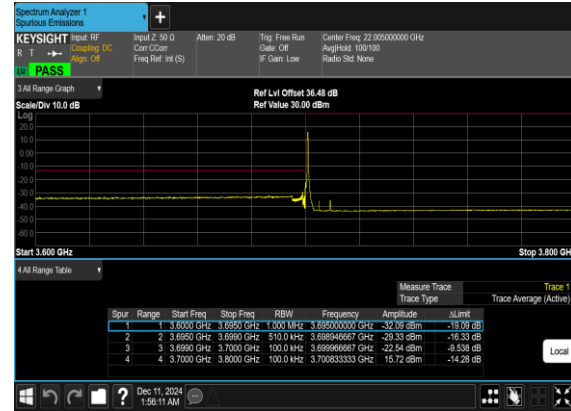 Spectrum Analyzer 1
Spurious Emissions
+
KEYSIGHT Input: RF Input Z: 50 Ω Atten: 20 dB Trig: Free Run Center Freq: 22.005000000 GHz
R T Coupling: DC Corr CCorr Gate: Off Avg|Hold: 100/100
Align: Off Freq Ref: Int (S) IF Gain: Low Radio Std: None
PASS
3 All Range Graph
Ref Lvl Offset 36.48 dB
Scale/Div 10.0 dB Ref Value 30.00 dBm
Log
20.0
10.0
0.00
-10.0
-20.0
-30.0
-40.0
-50.0
-60.0
Start 3.600 GHz Stop 3.800 GH
4 All Range Table
Measure Trace Trace 1
Trace Type Trace Average (Active)
Spur Range Start Freq Stop Freq RBW Frequency Amplitude ΔLimit
1 1 3.6000 GHz 3.6950 GHz 1.000 MHz 3.695000000 GHz -32.09 dBm -19.09 dB
2 2 3.6950 GHz 3.6990 GHz 510.0 kHz 3.698946667 GHz -29.33 dBm -16.33 dB
3 3 3.6990 GHz 3.7000 GHz 100.0 kHz 3.699966667 GHz -22.54 dBm -9.538 dB
4 4 3.7000 GHz 3.8000 GHz 100.0 kHz 3.700833333 GHz 15.72 dBm -14.28 dB
Local
? Dec 11, 2024
1:56:11 AM